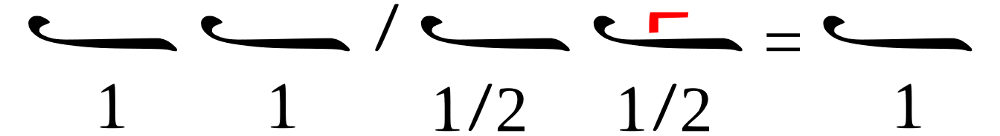 / =
1 1 1/2 1/2 1